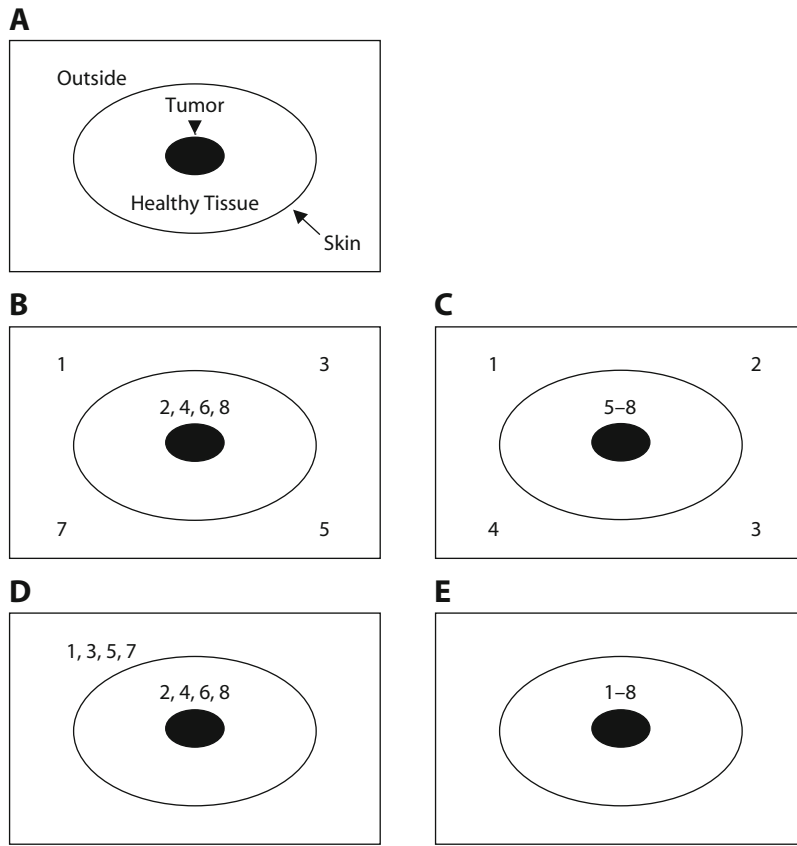 A
Outside
Tumor
Healthy Tissue
Skin
B
1
3
2, 4, 6, 8
7
5
C
1
2
5–8
4
3
D
1, 3, 5, 7
2, 4, 6, 8
E
1–8